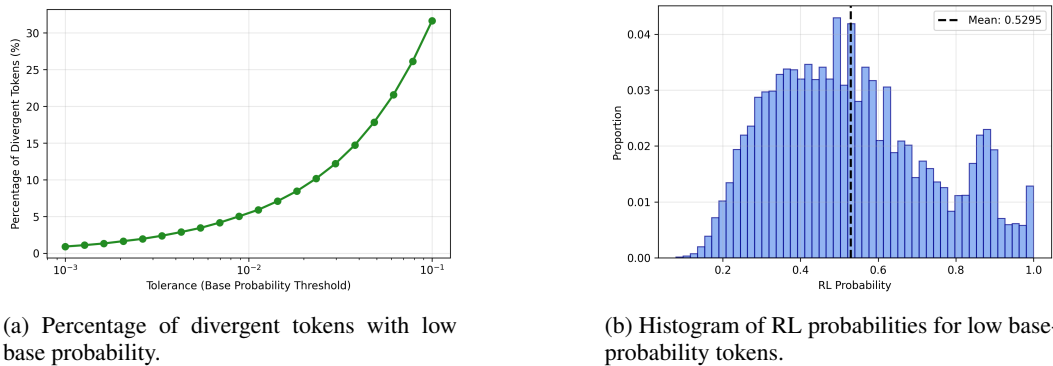 Percentage of Divergent Tokens (%)
30
25
20
15
10
5
0
10⁻³
10⁻²
10⁻¹
Tolerance (Base Probability Threshold)
Proportion
0.04
0.03
0.02
0.01
0.00
Mean: 0.5295
0.2
0.4
0.6
0.8
1.0
RL Probability
(a) Percentage of divergent tokens with low
base probability.
(b) Histogram of RL probabilities for low base-
probability tokens.